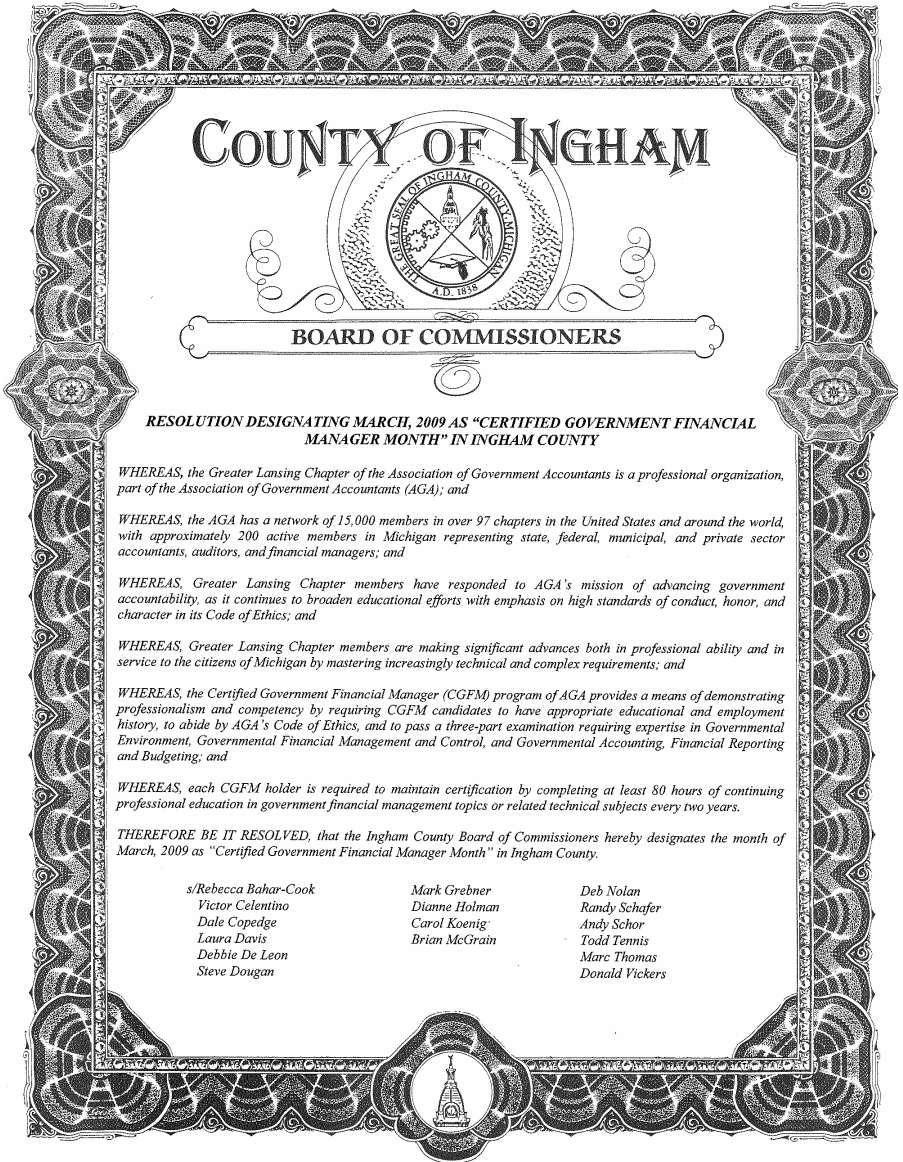 COUNTY OF INGHAM
THE GREAT SEAL OF INGHAM COUNTY, MICHIGAN
A.D. 1838
BOARD OF COMMISSIONERS
RESOLUTION DESIGNATING MARCH, 2009 AS “CERTIFIED GOVERNMENT FINANCIAL
MANAGER MONTH” IN INGHAM COUNTY
WHEREAS, the Greater Lansing Chapter of the Association of Government Accountants is a professional organization,
part of the Association of Government Accountants (AGA); and
WHEREAS, the AGA has a network of 15,000 members in over 97 chapters in the United States and around the world,
with approximately 200 active members in Michigan representing state, federal, municipal, and private sector
accountants, auditors, and financial managers; and
WHEREAS, Greater Lansing Chapter members have responded to AGA’s mission of advancing government
accountability, as it continues to broaden educational efforts with emphasis on high standards of conduct, honor, and
character in its Code of Ethics; and
WHEREAS, Greater Lansing Chapter members are making significant advances both in professional ability and in
service to the citizens of Michigan by mastering increasingly technical and complex requirements; and
WHEREAS, the Certified Government Financial Manager (CGFM) program of AGA provides a means of demonstrating
professionalism and competency by requiring CGFM candidates to have appropriate educational and employment
history, to abide by AGA’s Code of Ethics, and to pass a three-part examination requiring expertise in Governmental
Environment, Governmental Financial Management and Control, and Governmental Accounting, Financial Reporting
and Budgeting; and
WHEREAS, each CGFM holder is required to maintain certification by completing at least 80 hours of continuing
professional education in government financial management topics or related technical subjects every two years.
THEREFORE BE IT RESOLVED, that the Ingham County Board of Commissioners hereby designates the month of
March, 2009 as “Certified Government Financial Manager Month” in Ingham County.
s/Rebecca Bahar-Cook Mark Grebner Deb Nolan
Victor Celentino Dianne Holman Randy Schafer
Dale Copedge Carol Koenig Andy Schor
Laura Davis Brian McGrain Todd Tennis
Debbie De Leon Marc Thomas
Steve Dougan Donald Vickers